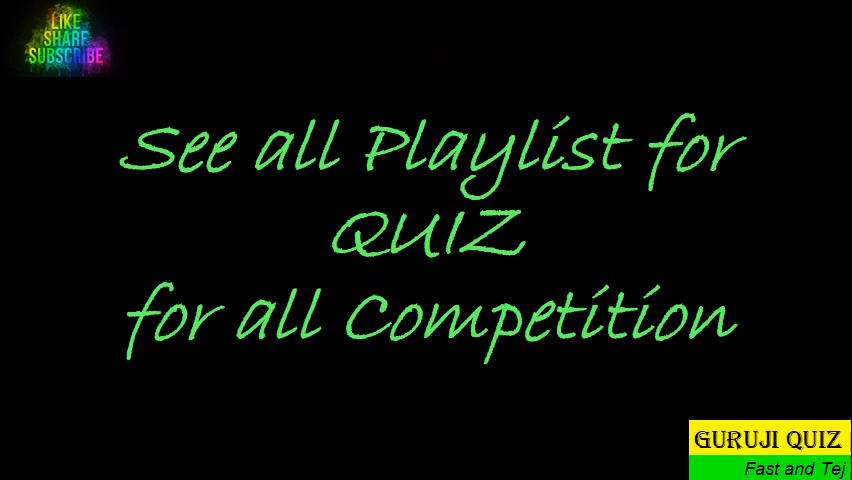 LIKE
SHARE
SUBSCRIBE
See all Playlist for
QUIZ
for all Competition
GURUJI QUIZ
Fast and Tej